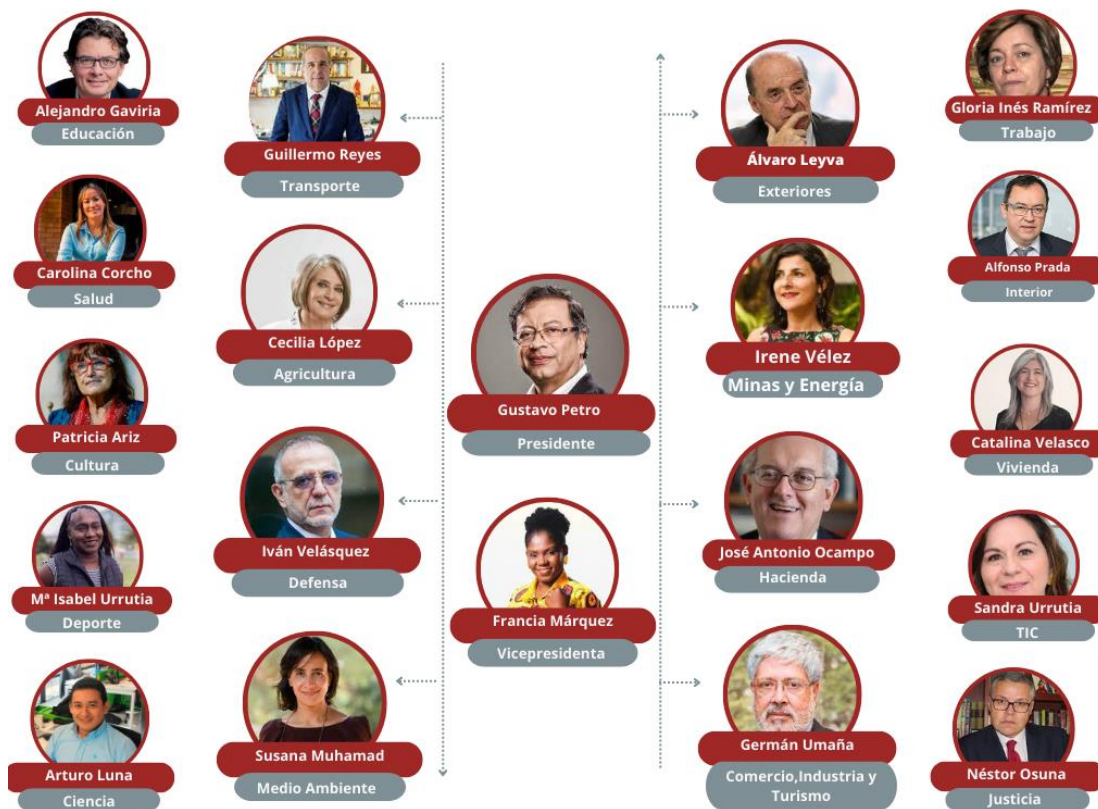 Alejandro Gaviria
Educación
Guillermo Reyes
Transporte
Álvaro Leyva
Exteriores
Gloria Inés Ramírez
Trabajo
Carolina Corcho
Salud
Cecilia López
Agricultura
Gustavo Petro
Presidente
Irene Vélez
Minas y Energía
Alfonso Prada
Interior
Patricia Ariz
Cultura
Iván Velásquez
Defensa
Francia Márquez
Vicepresidenta
José Antonio Ocampo
Hacienda
Catalina Velasco
Vivienda
Mª Isabel Urrutia
Deporte
Susana Muhamad
Medio Ambiente
Germán Umaña
Comercio,Industria y
Turismo
Sandra Urrutia
TIC
Arturo Luna
Ciencia
Néstor Osuna
Justicia